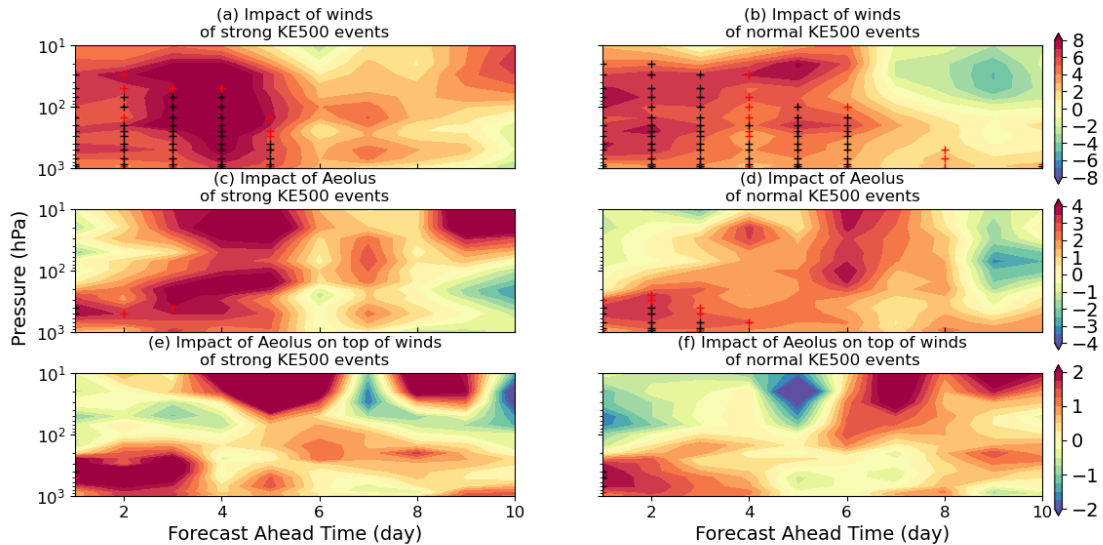 (a) Impact of winds
of strong KE500 events
(b) Impact of winds
of normal KE500 events
10¹
10²
10³
8
6
4
2
0
−2
−4
−6
−8
(c) Impact of Aeolus
of strong KE500 events
(d) Impact of Aeolus
of normal KE500 events
Pressure (hPa)
10¹
10²
10³
4
3
2
1
0
−1
−2
−3
−4
(e) Impact of Aeolus on top of winds
of strong KE500 events
(f) Impact of Aeolus on top of winds
of normal KE500 events
10¹
10²
10³
2
1
0
−1
−2
2 4 6 8 10
2 4 6 8 10
Forecast Ahead Time (day)
Forecast Ahead Time (day)